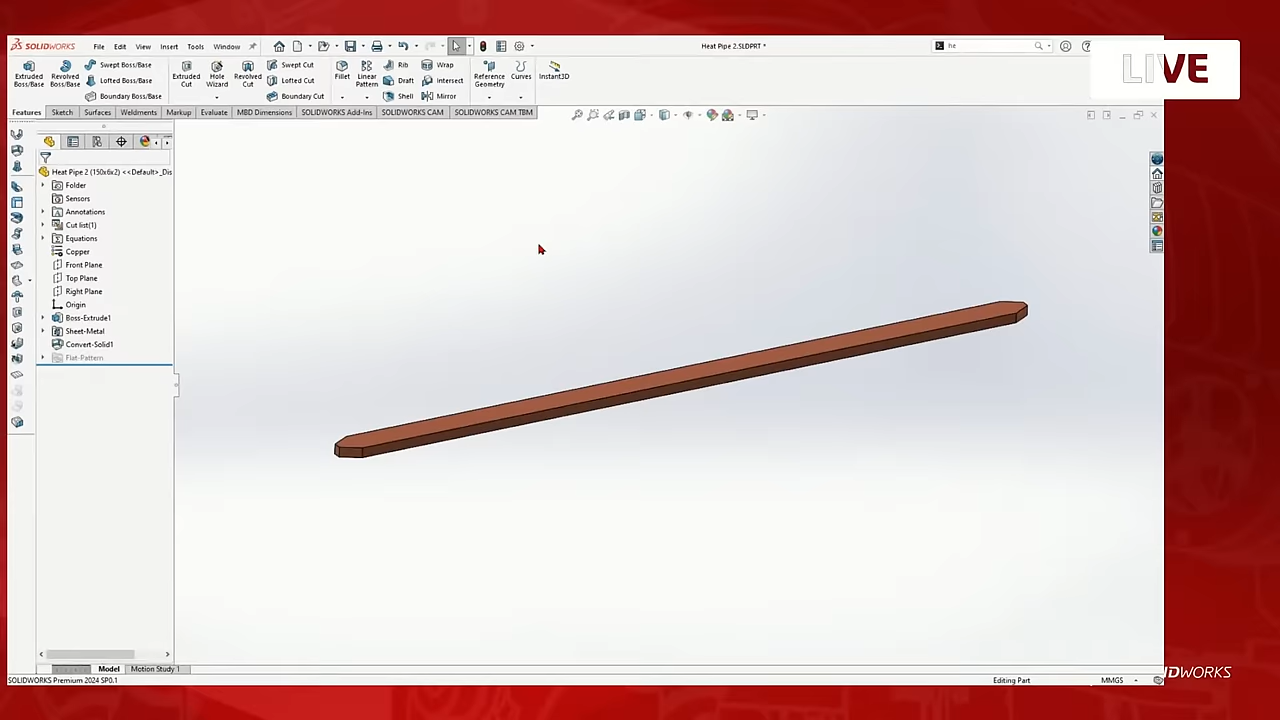 SOLIDWORKS File Edit View Insert Tools Window Heat Pipe 2.SLDPRT * he
LIVE
Extruded Boss/Base
Revolved Boss/Base
Swept Boss/Base
Lofted Boss/Base
Boundary Boss/Base
Extruded Cut
Hole Wizard
Revolved Cut
Swept Cut
Lofted Cut
Boundary Cut
Fillet
Linear Pattern
Rib
Draft
Shell
Wrap
Intersect
Mirror
Reference Geometry
Curves
Instant3D
Features Sketch Surfaces Weldments Markup Evaluate MBD Dimensions SOLIDWORKS Add-Ins SOLIDWORKS CAM SOLIDWORKS CAM TBM
Heat Pipe 2 (150x6x2) <<Default>_Dis
Folder
Sensors
Annotations
Cut list(1)
Equations
Copper
Front Plane
Top Plane
Right Plane
Origin
Boss-Extrude1
Sheet-Metal
Convert-Solid1
Flat-Pattern
Model Motion Study 1
SOLIDWORKS Premium 2024 SP0.1 Editing Part MMGS
IDWORKS